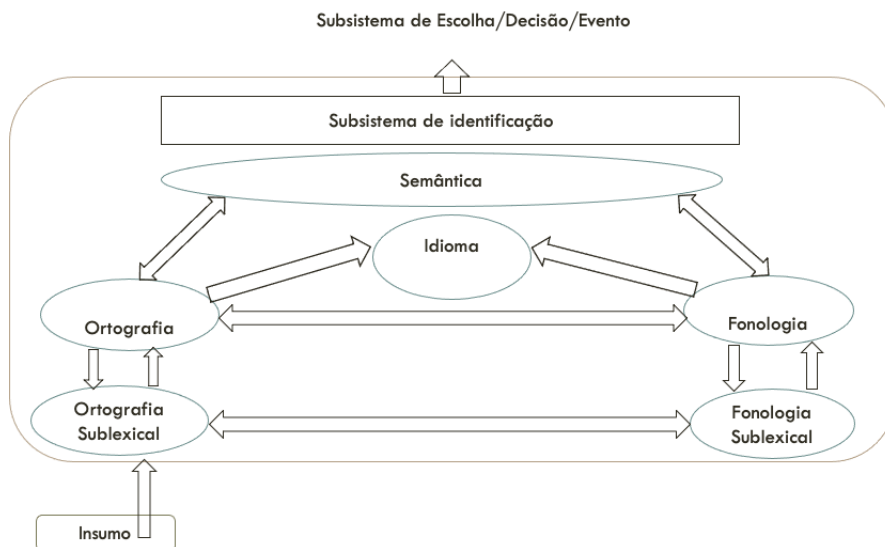 Subsistema de Escolha/Decisão/Evento
Subsistema de identificação
Semântica
Idioma
Ortografia
Fonologia
Ortografia
Sublexical
Fonologia
Sublexical
Insumo